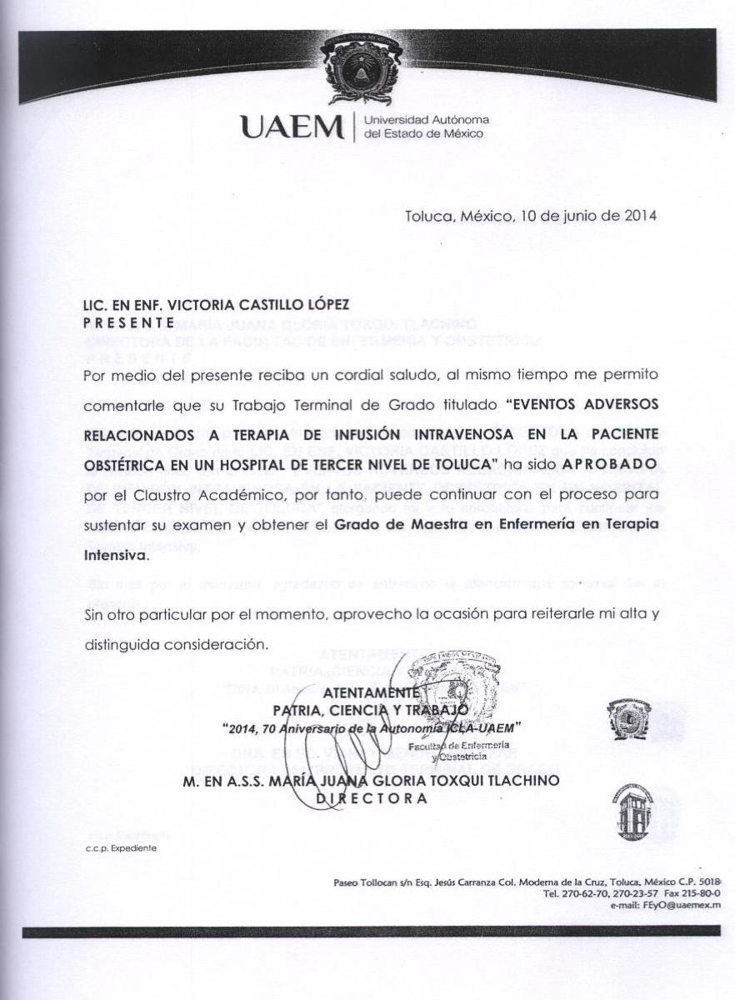 UAEM
Universidad Autónoma
del Estado de México
Toluca, México, 10 de junio de 2014
LIC. EN ENF. VICTORIA CASTILLO LÓPEZ
P R E S E N T E
Por medio del presente reciba un cordial saludo, al mismo tiempo me permito
comentarle que su Trabajo Terminal de Grado titulado “EVENTOS ADVERSOS
RELACIONADOS A TERAPIA DE INFUSIÓN INTRAVENOSA EN LA PACIENTE
OBSTÉTRICA EN UN HOSPITAL DE TERCER NIVEL DE TOLUCA” ha sido APROBADO
por el Claustro Académico, por tanto, puede continuar con el proceso para
sustentar su examen y obtener el Grado de Maestra en Enfermería en Terapia
Intensiva.
Sin otro particular por el momento, aprovecho la ocasión para reiterarle mi alta y
distinguida consideración.
ATENTAMENTE
PATRIA, CIENCIA Y TRABAJO
“2014, 70 Aniversario de la Autonomía ICLA-UAEM”
Facultad de Enfermería
y Obstetricia
M. EN A.S.S. MARÍA JUANA GLORIA TOXQUI TLACHINO
D I R E C T O R A
c.c.p. Expediente
Paseo Tollocan s/n Esq. Jesús Carranza Col. Moderna de la Cruz, Toluca, México C.P. 5018
Tel. 270-62-70, 270-23-57 Fax 215-80-0
e-mail: FEyO@uaemex.m